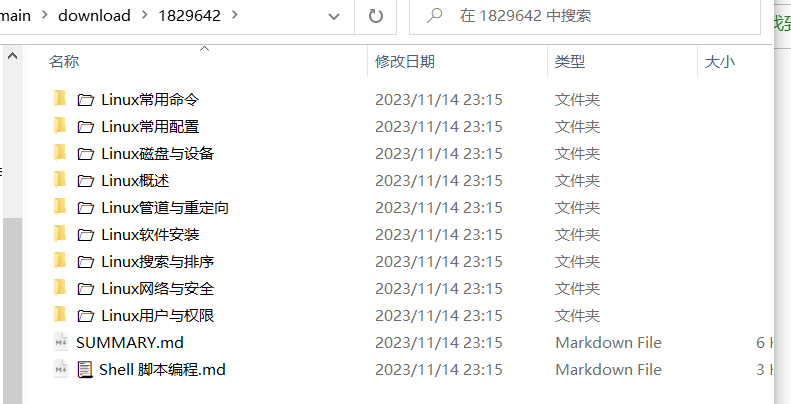 main › download › 1829642 ›
在 1829642 中搜索
名称 修改日期 类型 大小
🗁 Linux常用命令 2023/11/14 23:15 文件夹
🗁 Linux常用配置 2023/11/14 23:15 文件夹
🗁 Linux磁盘与设备 2023/11/14 23:15 文件夹
🗁 Linux概述 2023/11/14 23:15 文件夹
🗁 Linux管道与重定向 2023/11/14 23:15 文件夹
🗁 Linux软件安装 2023/11/14 23:15 文件夹
🗁 Linux搜索与排序 2023/11/14 23:15 文件夹
🗁 Linux网络与安全 2023/11/14 23:15 文件夹
🗁 Linux用户与权限 2023/11/14 23:15 文件夹
SUMMARY.md 2023/11/14 23:15 Markdown File 6
Shell 脚本编程.md 2023/11/14 23:15 Markdown File 3